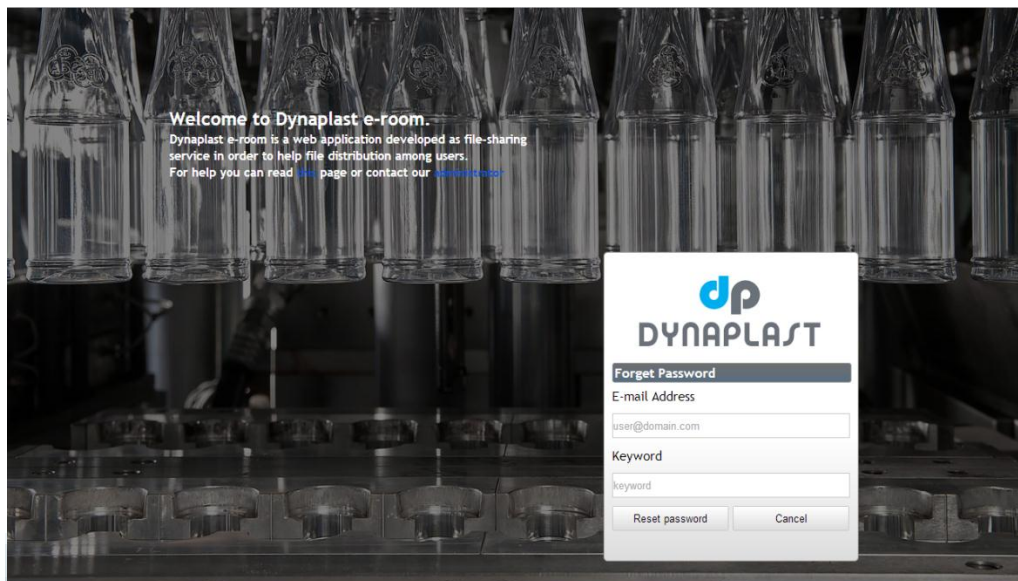 Welcome to Dynaplast e-room.
Dynaplast e-room is a web application developed as file-sharing
service in order to help file distribution among users.
For help you can read page or contact our administrator
dp
DYNAPLAST
Forget Password
E-mail Address
user@domain.com
Keyword
keyword
Reset password
Cancel